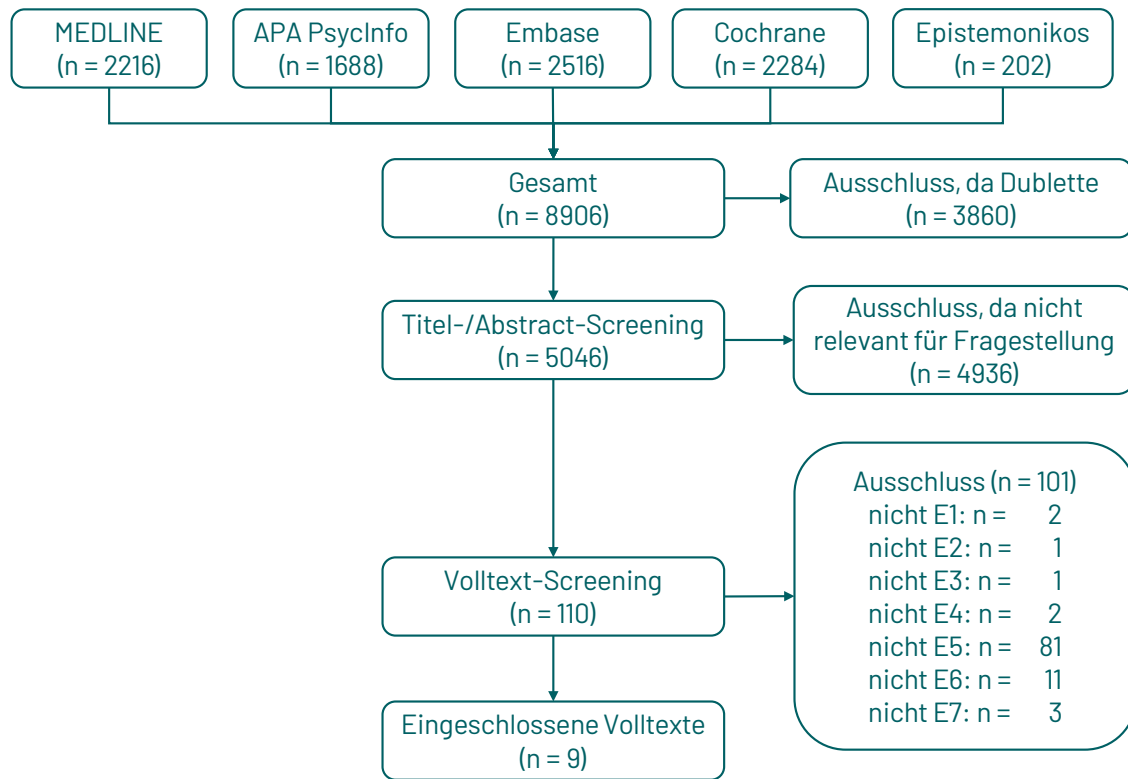 MEDLINE
(n = 2216)
APA PsycInfo
(n = 1688)
Embase
(n = 2516)
Cochrane
(n = 2284)
Epistemonikos
(n = 202)
Gesamt
(n = 8906)
Ausschluss, da Dublette
(n = 3860)
Titel-/Abstract-Screening
(n = 5046)
Ausschluss, da nicht
relevant für Fragestellung
(n = 4936)
Volltext-Screening
(n = 110)
Ausschluss (n = 101)
nicht E1: n = 2
nicht E2: n = 1
nicht E3: n = 1
nicht E4: n = 2
nicht E5: n = 81
nicht E6: n = 11
nicht E7: n = 3
Eingeschlossene Volltexte
(n = 9)